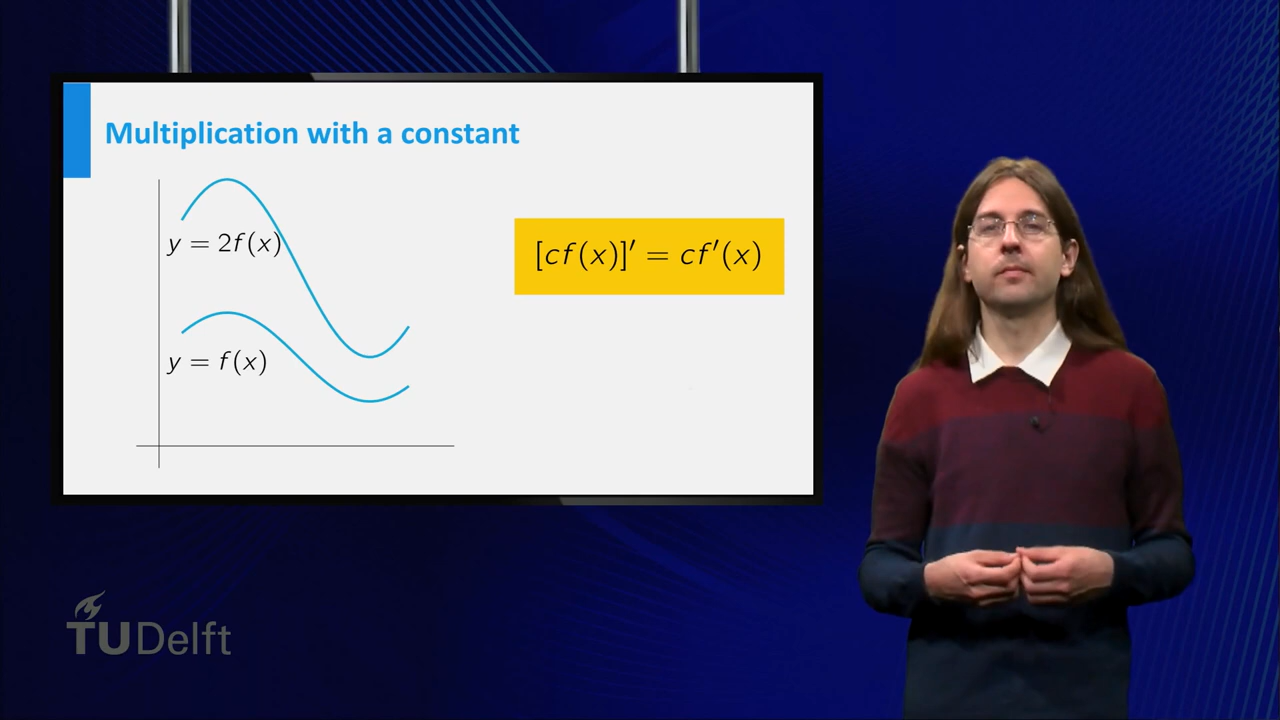 Multiplication with a constant
y = 2f(x)
[cf(x)]′ = cf′(x)
y = f(x)
TUDelft